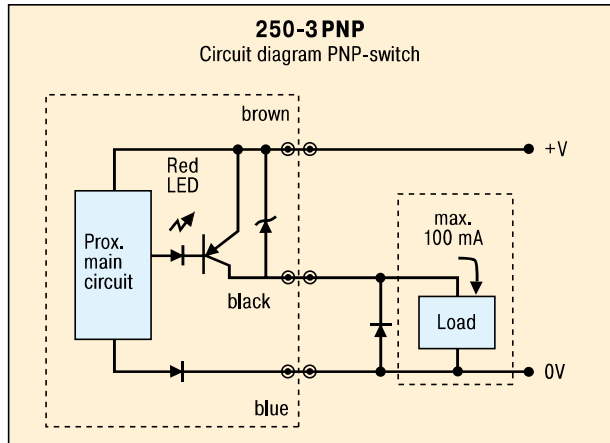 250-3 PNP
Circuit diagram PNP-switch
brown
+V
Red
LED
max.
100 mA
Prox.
main
circuit
black
Load
0V
blue